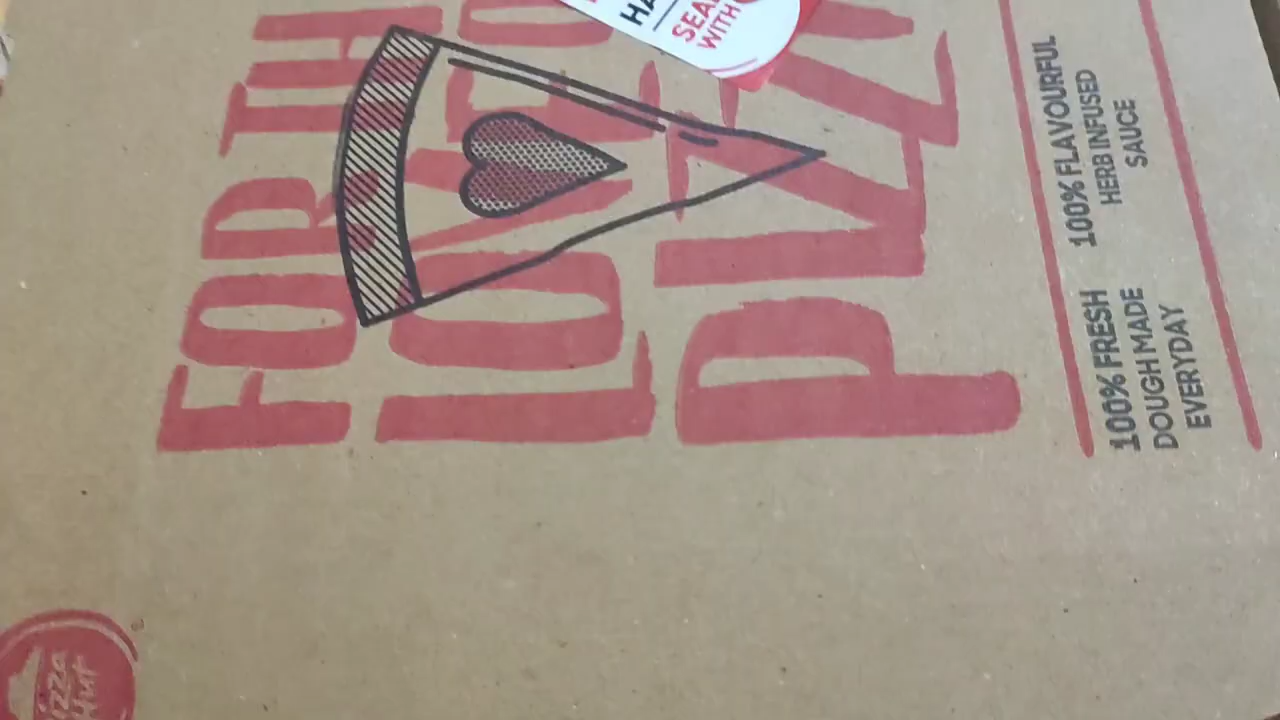 FOR TH
LOVE O
PIZZ
100% FRESH
DOUGH MADE
EVERYDAY
100% FLAVOURFUL
HERB INFUSED
SAUCE
HA
SEA
WITH
Pizza
Hut